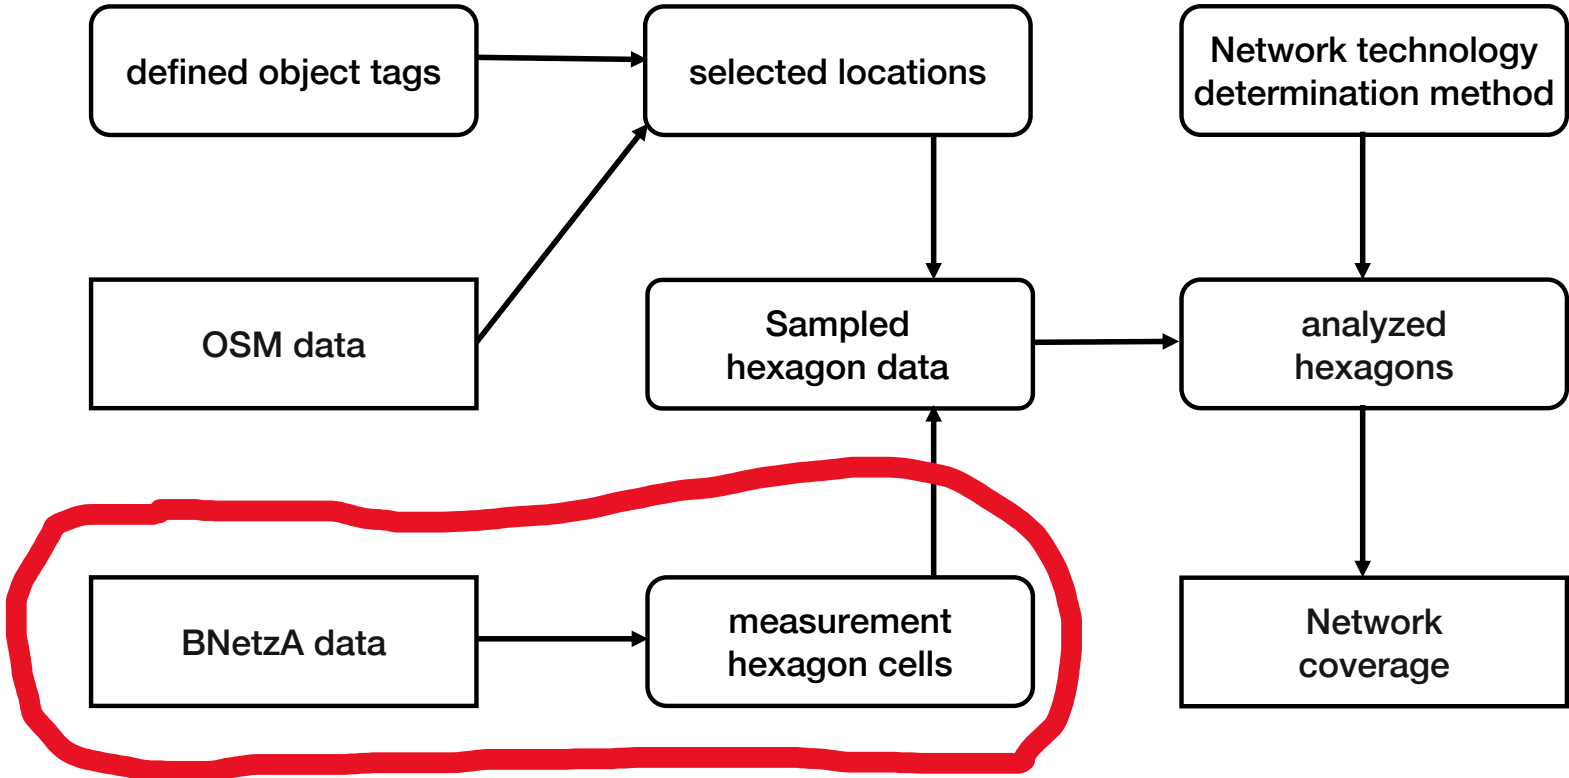 defined object tags
selected locations
Network technology
determination method
OSM data
Sampled
hexagon data
analyzed
hexagons
BNetzA data
measurement
hexagon cells
Network
coverage